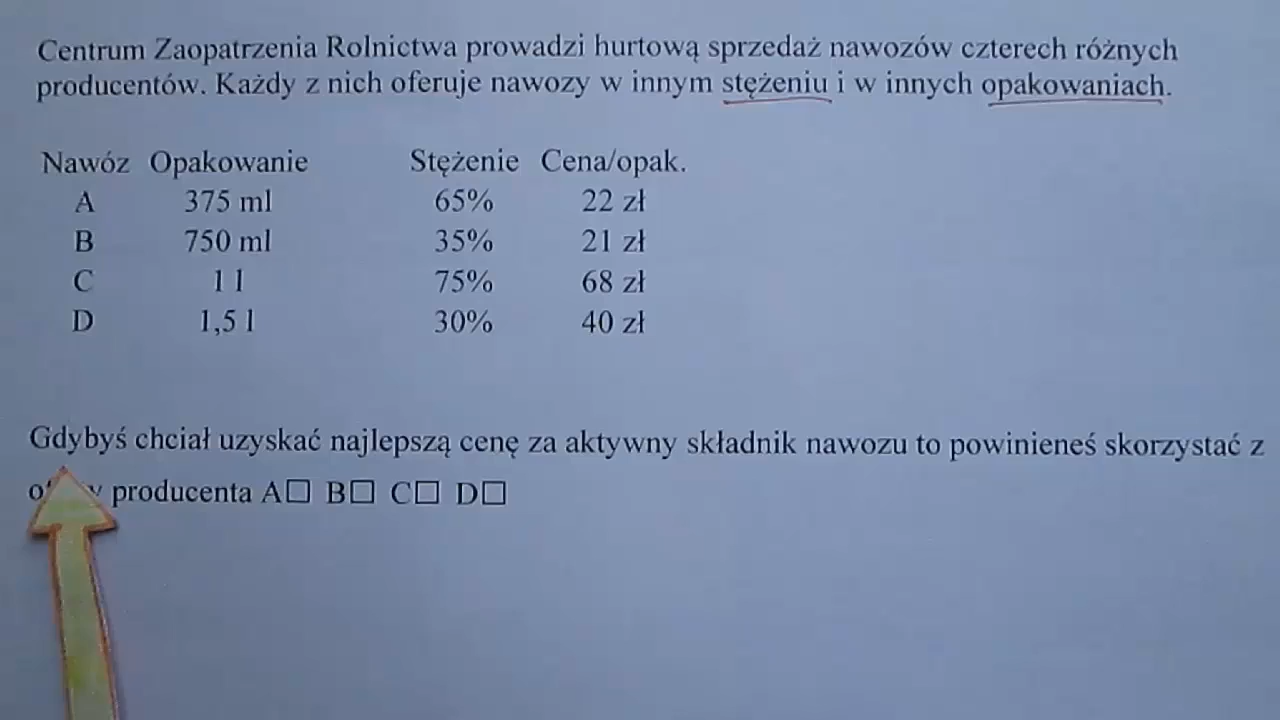 Centrum Zaopatrzenia Rolnictwa prowadzi hurtową sprzedaż nawozów czterech różnych
producentów. Każdy z nich oferuje nawozy w innym stężeniu i w innych opakowaniach.
Nawóz Opakowanie Stężenie Cena/opak.
A 375 ml 65% 22 zł
B 750 ml 35% 21 zł
C 1 l 75% 68 zł
D 1,5 l 30% 40 zł
Gdybyś chciał uzyskać najlepszą cenę za aktywny składnik nawozu to powinieneś skorzystać z
producenta A□ B□ C□ D□